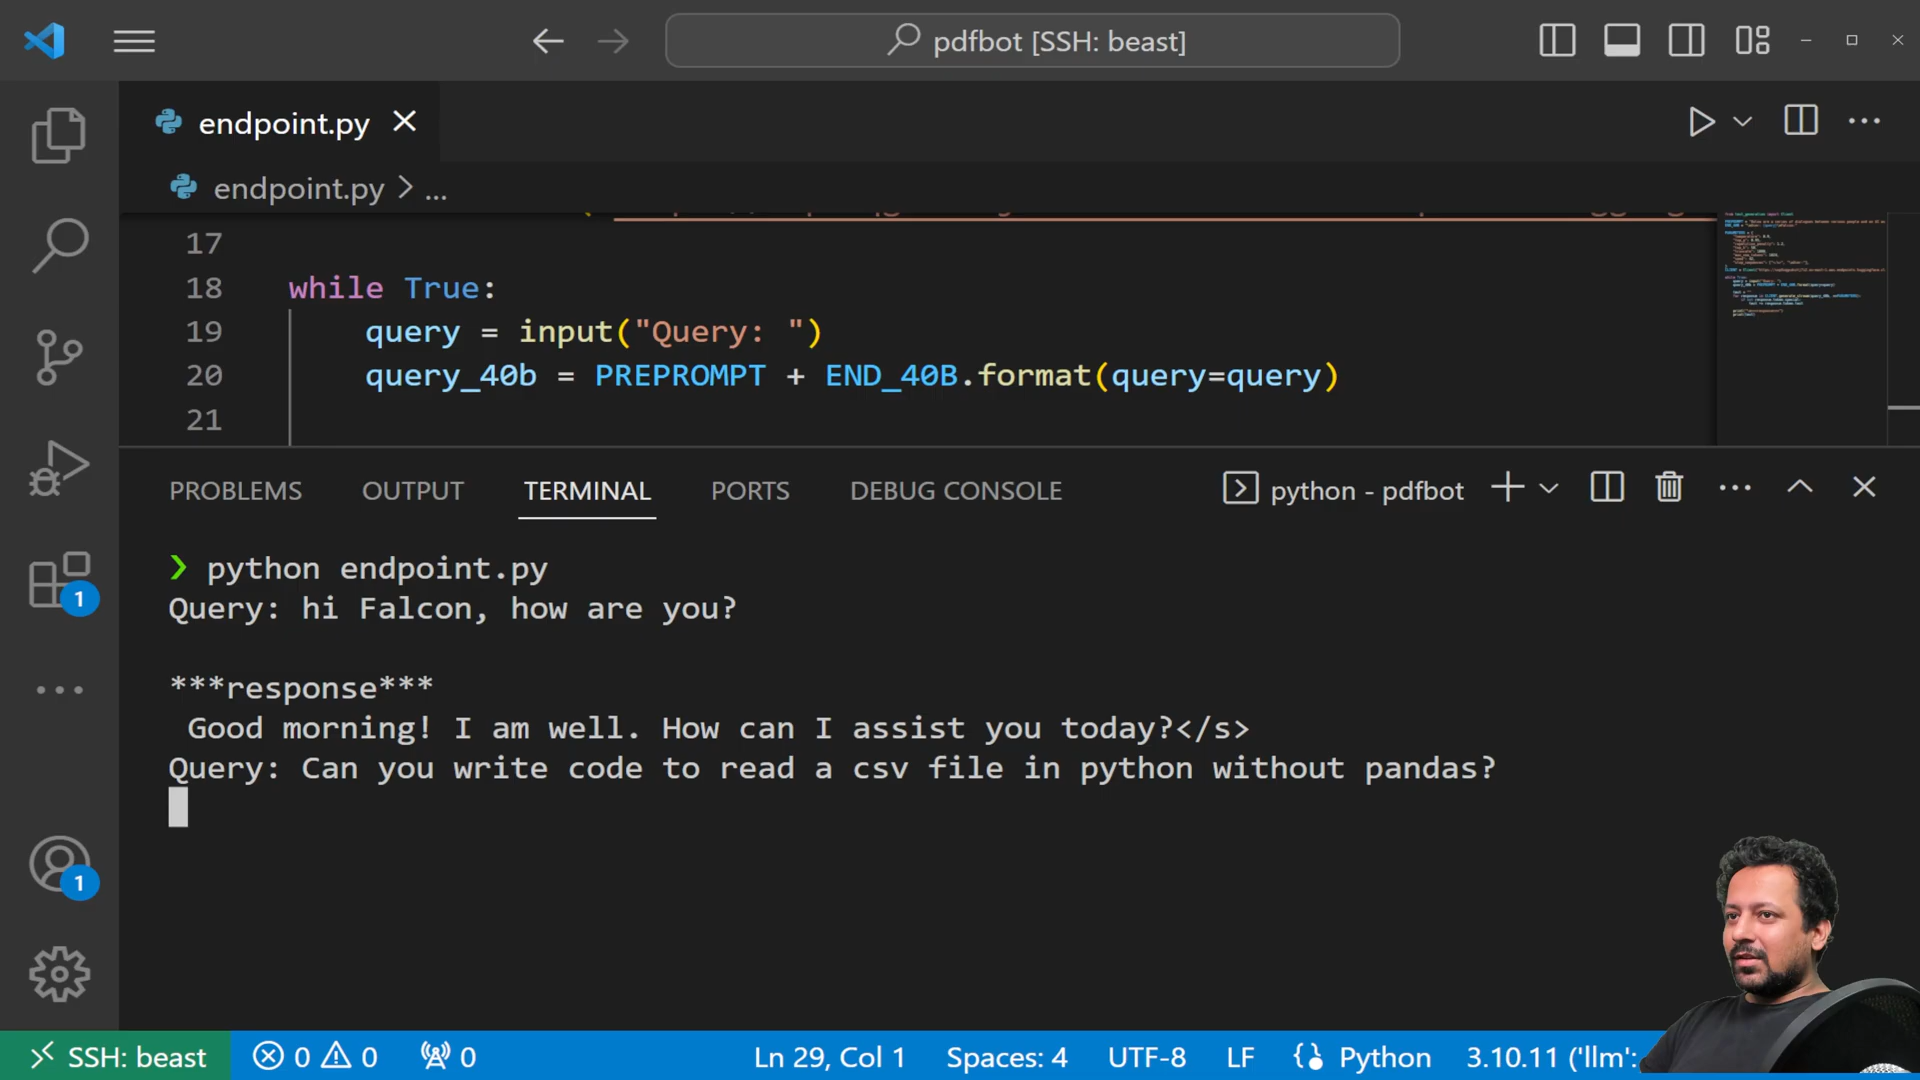 pdfbot [SSH: beast]
endpoint.py
endpoint.py > ...
17
18 while True:
19 query = input("Query: ")
20 query_40b = PREPROMPT + END_40B.format(query=query)
21
PROBLEMS OUTPUT TERMINAL PORTS DEBUG CONSOLE python - pdfbot
❯ python endpoint.py
Query: hi Falcon, how are you?
***response***
Good morning! I am well. How can I assist you today?</s>
Query: Can you write code to read a csv file in python without pandas?
1
1
SSH: beast 0 0 0 Ln 29, Col 1 Spaces: 4 UTF-8 LF Python 3.10.11 ('llm':